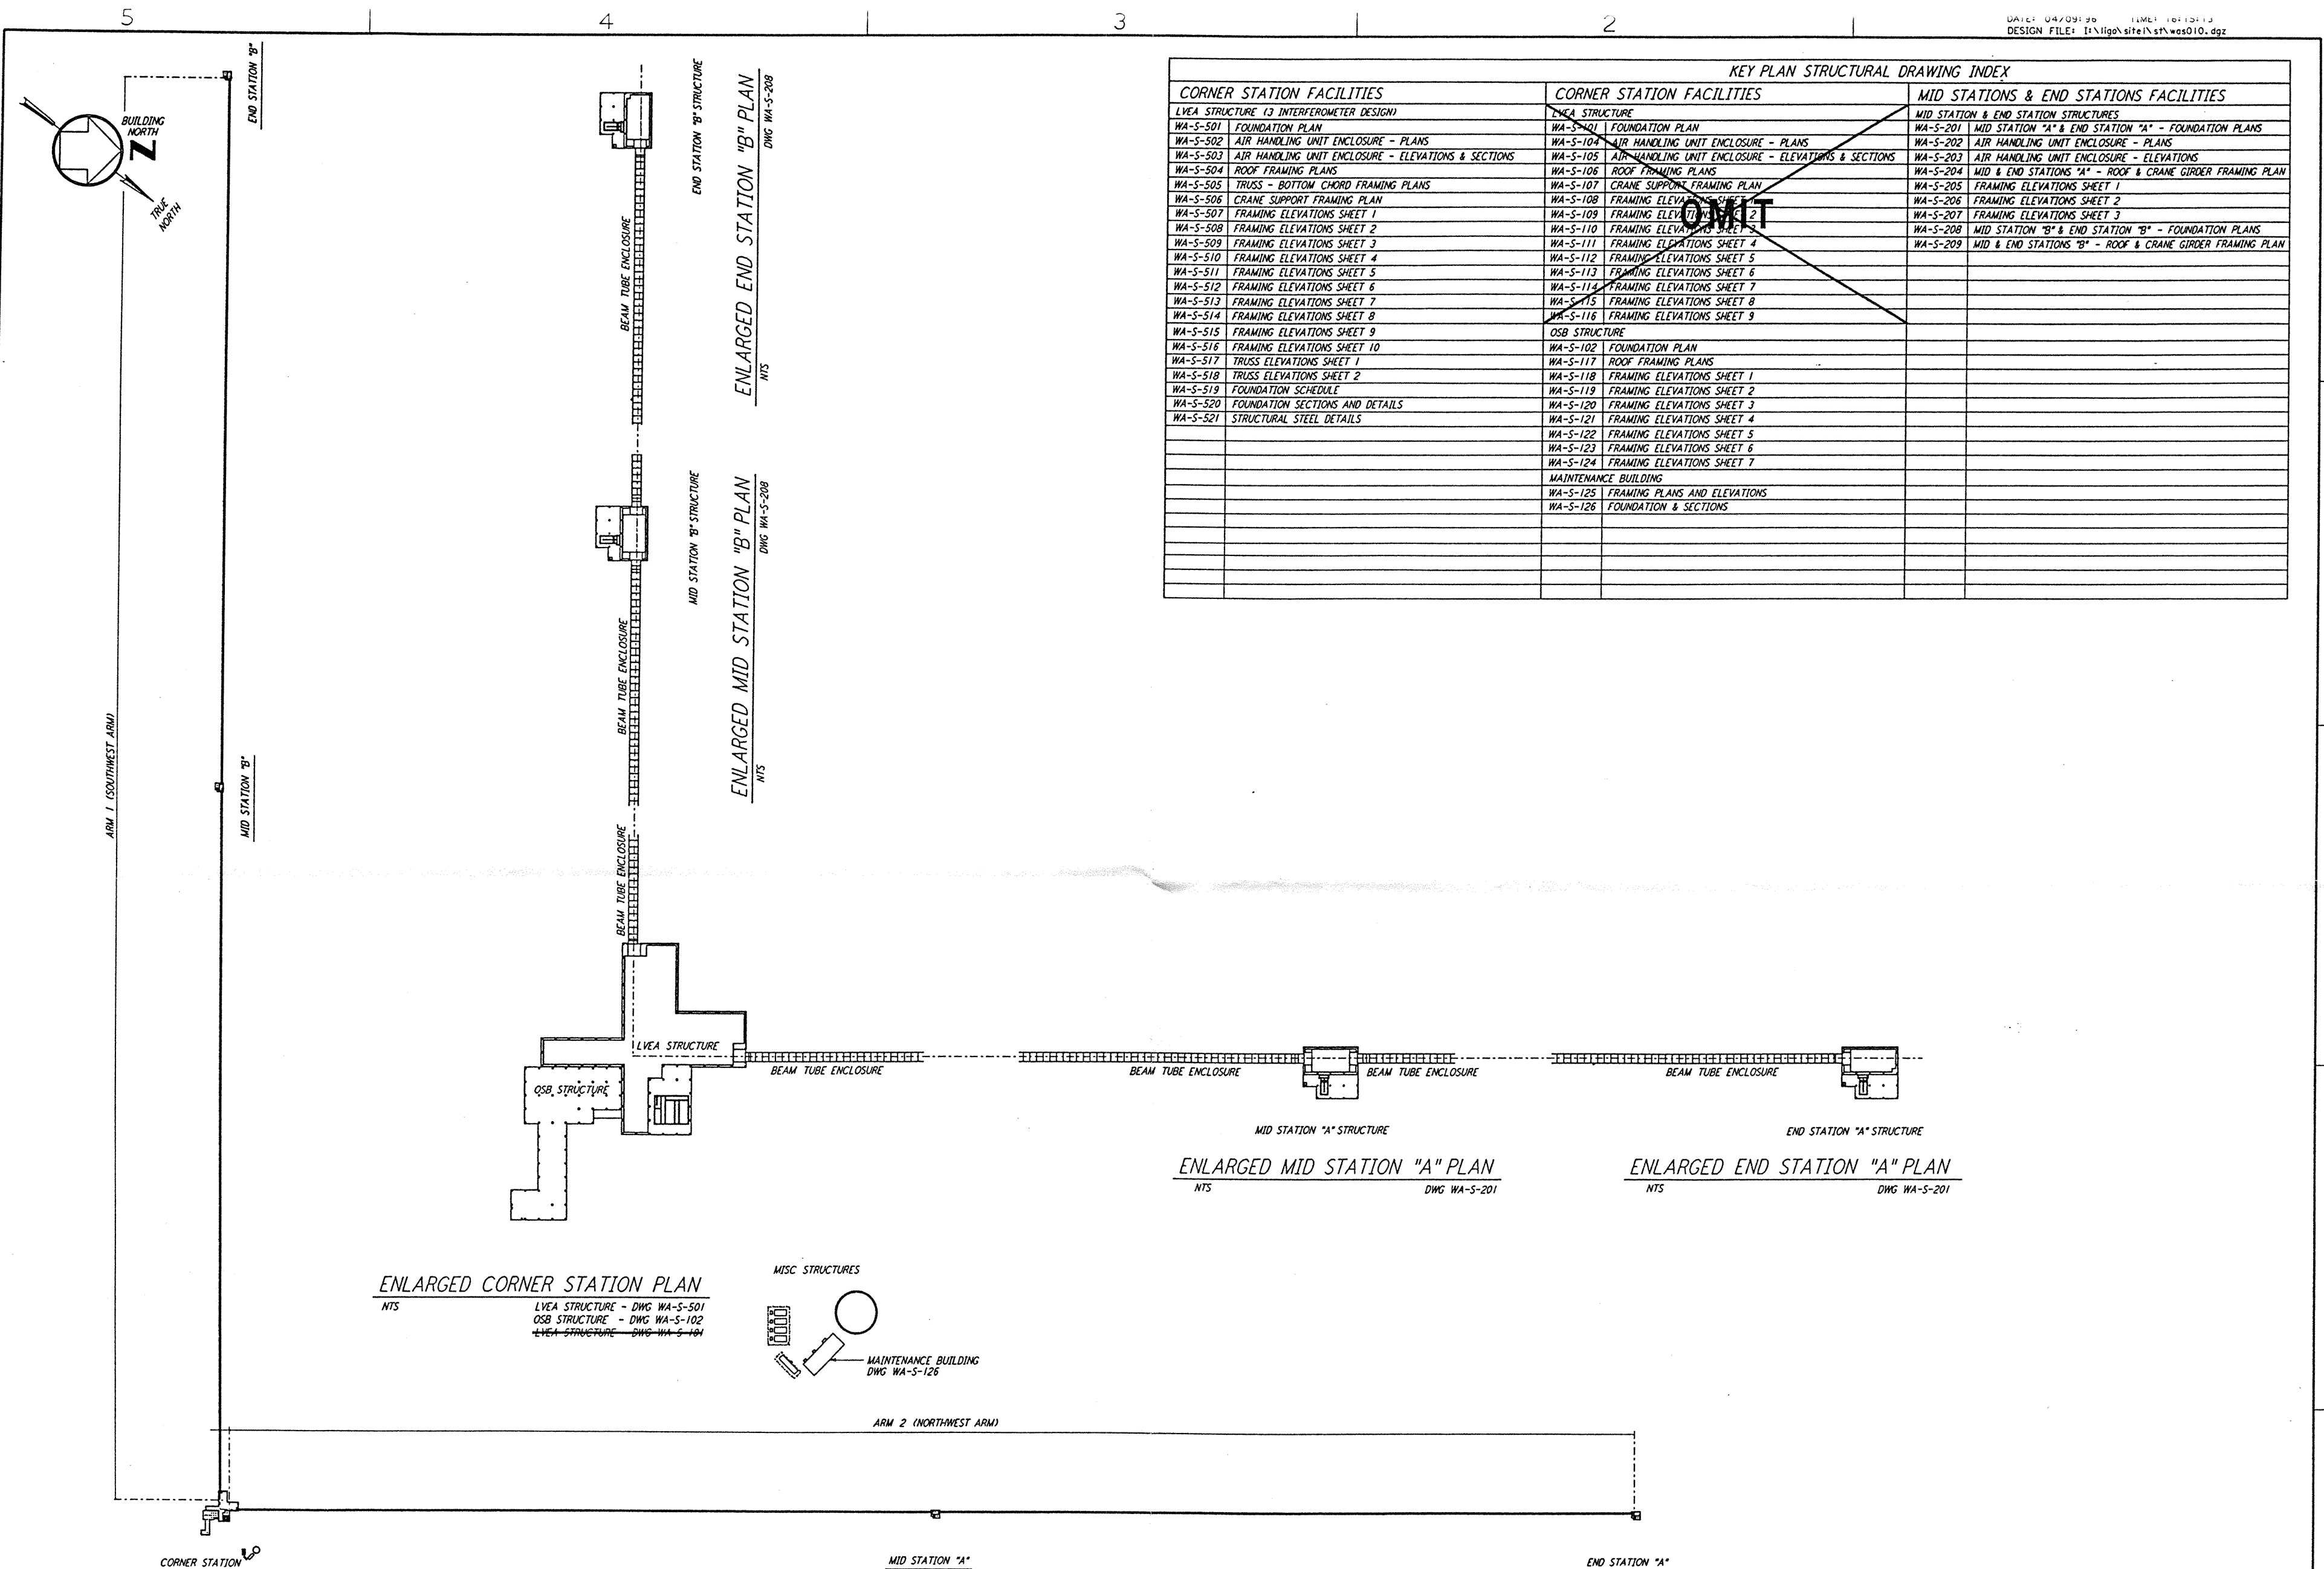 5 4 3 2
DATE: 04/09/96 TIME: 16:15:13
DESIGN FILE: I:\ligo\site1\st\was010.dgz
BUILDING
NORTH
N
TRUE
NORTH
END STATION "B"
ARM 1 (SOUTHWEST ARM)
MID STATION "B"
END STATION "B" STRUCTURE
ENLARGED END STATION "B" PLAN
NTS DWG WA-S-208
BEAM TUBE ENCLOSURE
MID STATION "B" STRUCTURE
ENLARGED MID STATION "B" PLAN
NTS DWG WA-S-208
BEAM TUBE ENCLOSURE
BEAM TUBE ENCLOSURE
KEY PLAN STRUCTURAL DRAWING INDEX
CORNER STATION FACILITIES
LVEA STRUCTURE (3 INTERFEROMETER DESIGN)
WA-S-501 FOUNDATION PLAN
WA-S-502 AIR HANDLING UNIT ENCLOSURE - PLANS
WA-S-503 AIR HANDLING UNIT ENCLOSURE - ELEVATIONS & SECTIONS
WA-S-504 ROOF FRAMING PLANS
WA-S-505 TRUSS - BOTTOM CHORD FRAMING PLANS
WA-S-506 CRANE SUPPORT FRAMING PLAN
WA-S-507 FRAMING ELEVATIONS SHEET 1
WA-S-508 FRAMING ELEVATIONS SHEET 2
WA-S-509 FRAMING ELEVATIONS SHEET 3
WA-S-510 FRAMING ELEVATIONS SHEET 4
WA-S-511 FRAMING ELEVATIONS SHEET 5
WA-S-512 FRAMING ELEVATIONS SHEET 6
WA-S-513 FRAMING ELEVATIONS SHEET 7
WA-S-514 FRAMING ELEVATIONS SHEET 8
WA-S-515 FRAMING ELEVATIONS SHEET 9
WA-S-516 FRAMING ELEVATIONS SHEET 10
WA-S-517 TRUSS ELEVATIONS SHEET 1
WA-S-518 TRUSS ELEVATIONS SHEET 2
WA-S-519 FOUNDATION SCHEDULE
WA-S-520 FOUNDATION SECTIONS AND DETAILS
WA-S-521 STRUCTURAL STEEL DETAILS
CORNER STATION FACILITIES
LVEA STRUCTURE
WA-S-101 FOUNDATION PLAN
WA-S-104 AIR HANDLING UNIT ENCLOSURE - PLANS
WA-S-105 AIR HANDLING UNIT ENCLOSURE - ELEVATIONS & SECTIONS
WA-S-106 ROOF FRAMING PLANS
WA-S-107 CRANE SUPPORT FRAMING PLAN
WA-S-108 FRAMING ELEVATIONS SHEET
OMIT
WA-S-109 FRAMING ELEVATIONS SHEET 2
WA-S-110 FRAMING ELEVATIONS SHEET 3
WA-S-111 FRAMING ELEVATIONS SHEET 4
WA-S-112 FRAMING ELEVATIONS SHEET 5
WA-S-113 FRAMING ELEVATIONS SHEET 6
WA-S-114 FRAMING ELEVATIONS SHEET 7
WA-S-115 FRAMING ELEVATIONS SHEET 8
WA-S-116 FRAMING ELEVATIONS SHEET 9
OSB STRUCTURE
WA-S-102 FOUNDATION PLAN
WA-S-117 ROOF FRAMING PLANS
WA-S-118 FRAMING ELEVATIONS SHEET 1
WA-S-119 FRAMING ELEVATIONS SHEET 2
WA-S-120 FRAMING ELEVATIONS SHEET 3
WA-S-121 FRAMING ELEVATIONS SHEET 4
WA-S-122 FRAMING ELEVATIONS SHEET 5
WA-S-123 FRAMING ELEVATIONS SHEET 6
WA-S-124 FRAMING ELEVATIONS SHEET 7
MAINTENANCE BUILDING
WA-S-125 FRAMING PLANS AND ELEVATIONS
WA-S-126 FOUNDATION & SECTIONS
MID STATIONS & END STATIONS FACILITIES
MID STATION & END STATION STRUCTURES
WA-S-201 MID STATION "A" & END STATION "A" - FOUNDATION PLANS
WA-S-202 AIR HANDLING UNIT ENCLOSURE - PLANS
WA-S-203 AIR HANDLING UNIT ENCLOSURE - ELEVATIONS
WA-S-204 MID & END STATIONS "A" - ROOF & CRANE GIRDER FRAMING PLAN
WA-S-205 FRAMING ELEVATIONS SHEET 1
WA-S-206 FRAMING ELEVATIONS SHEET 2
WA-S-207 FRAMING ELEVATIONS SHEET 3
WA-S-208 MID STATION "B" & END STATION "B" - FOUNDATION PLANS
WA-S-209 MID & END STATIONS "B" - ROOF & CRANE GIRDER FRAMING PLAN
LVEA STRUCTURE
OSB STRUCTURE
BEAM TUBE ENCLOSURE
BEAM TUBE ENCLOSURE
BEAM TUBE ENCLOSURE
BEAM TUBE ENCLOSURE
MID STATION "A" STRUCTURE
END STATION "A" STRUCTURE
ENLARGED MID STATION "A" PLAN
NTS DWG WA-S-201
ENLARGED END STATION "A" PLAN
NTS DWG WA-S-201
ENLARGED CORNER STATION PLAN
NTS LVEA STRUCTURE - DWG WA-S-501
OSB STRUCTURE - DWG WA-S-102
LVEA STRUCTURE - DWG WA-S-101
MISC STRUCTURES
MAINTENANCE BUILDING
DWG WA-S-126
ARM 2 (NORTHWEST ARM)
CORNER STATION
MID STATION "A"
END STATION "A"